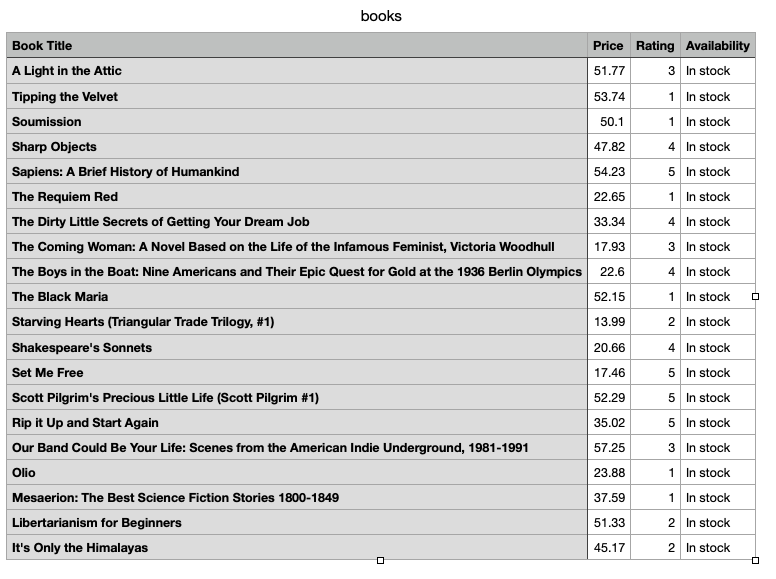 books
Book Title Price Rating Availability
A Light in the Attic 51.77 3 In stock
Tipping the Velvet 53.74 1 In stock
Soumission 50.1 1 In stock
Sharp Objects 47.82 4 In stock
Sapiens: A Brief History of Humankind 54.23 5 In stock
The Requiem Red 22.65 1 In stock
The Dirty Little Secrets of Getting Your Dream Job 33.34 4 In stock
The Coming Woman: A Novel Based on the Life of the Infamous Feminist, Victoria Woodhull 17.93 3 In stock
The Boys in the Boat: Nine Americans and Their Epic Quest for Gold at the 1936 Berlin Olympics 22.6 4 In stock
The Black Maria 52.15 1 In stock
Starving Hearts (Triangular Trade Trilogy, #1) 13.99 2 In stock
Shakespeare's Sonnets 20.66 4 In stock
Set Me Free 17.46 5 In stock
Scott Pilgrim's Precious Little Life (Scott Pilgrim #1) 52.29 5 In stock
Rip it Up and Start Again 35.02 5 In stock
Our Band Could Be Your Life: Scenes from the American Indie Underground, 1981-1991 57.25 3 In stock
Olio 23.88 1 In stock
Mesaerion: The Best Science Fiction Stories 1800-1849 37.59 1 In stock
Libertarianism for Beginners 51.33 2 In stock
It's Only the Himalayas 45.17 2 In stock